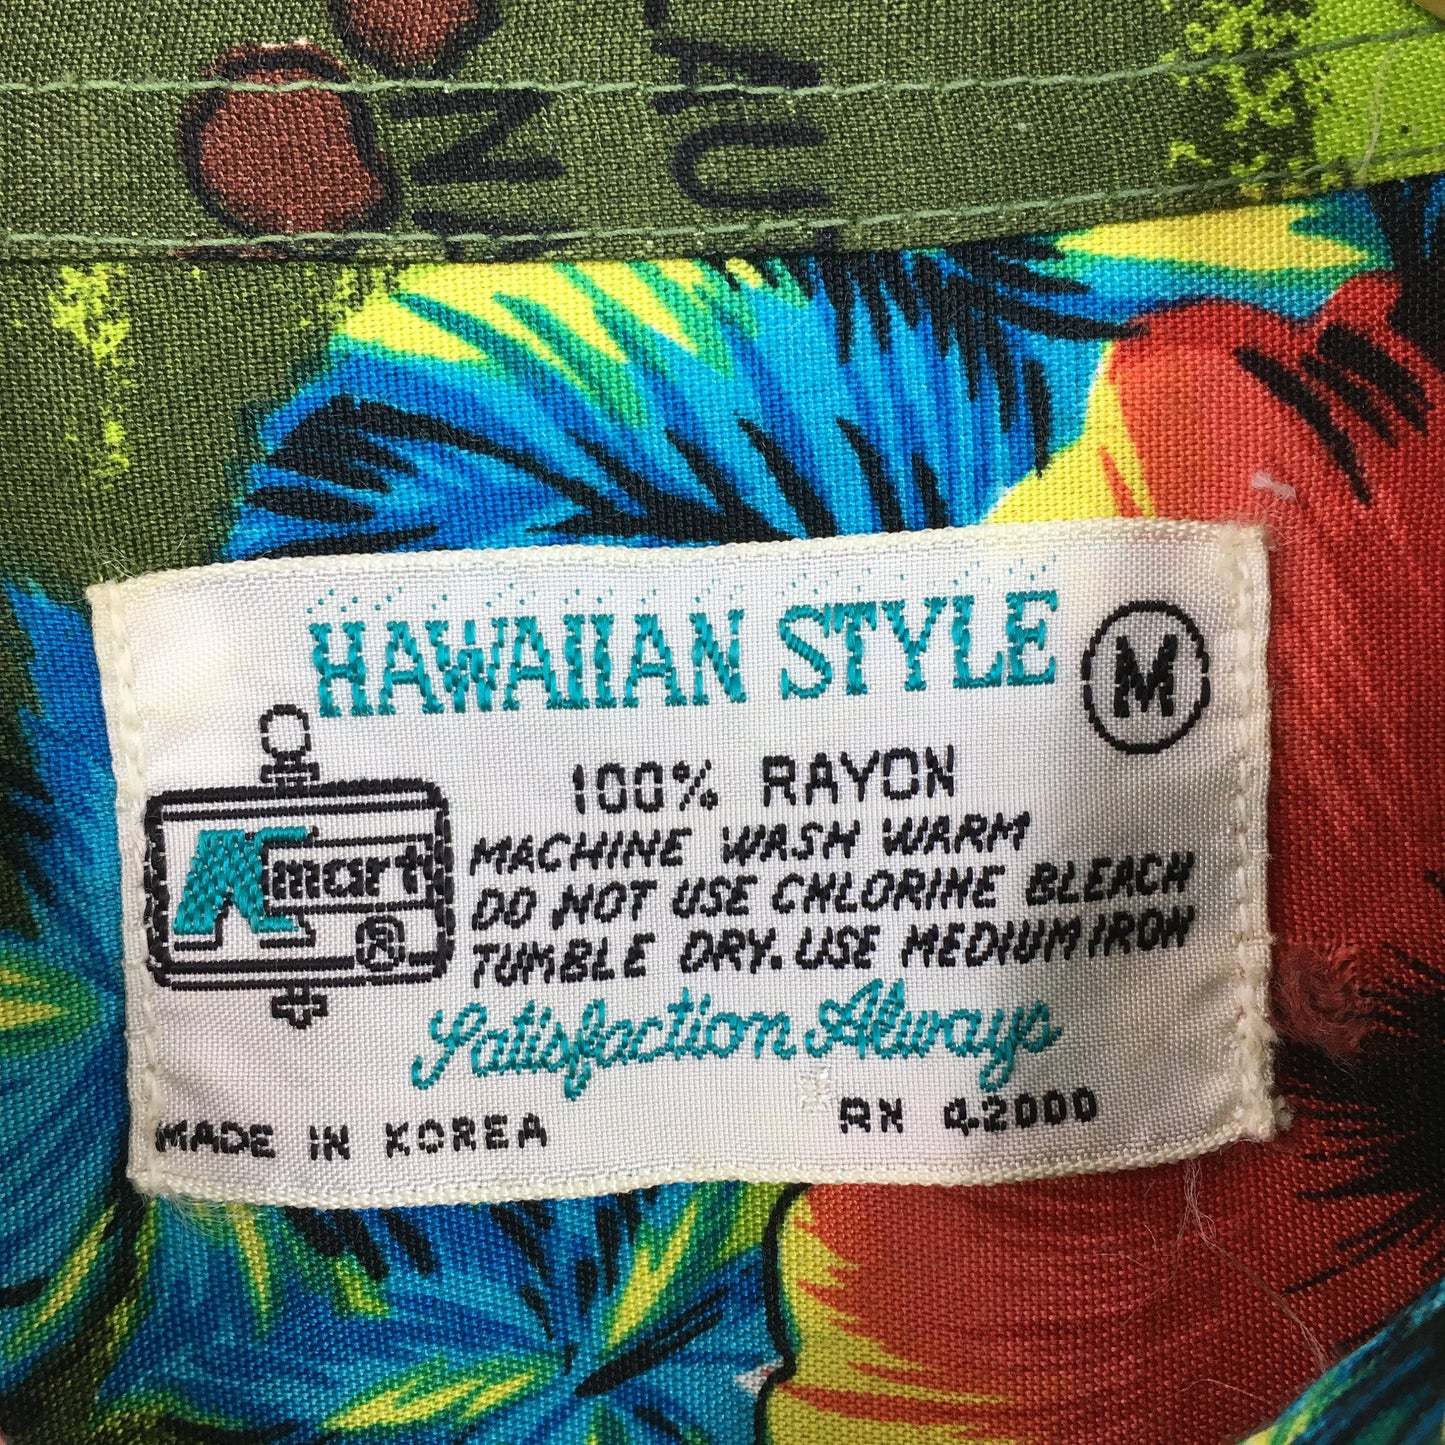 LAU
HAWAIIAN STYLE
M
100% RAYON
Kmart ®
MACHINE WASH WARM
DO NOT USE CHLORINE BLEACH
TUMBLE DRY. USE MEDIUM IRON
Satisfaction Always
MADE IN KOREA
RN 42000